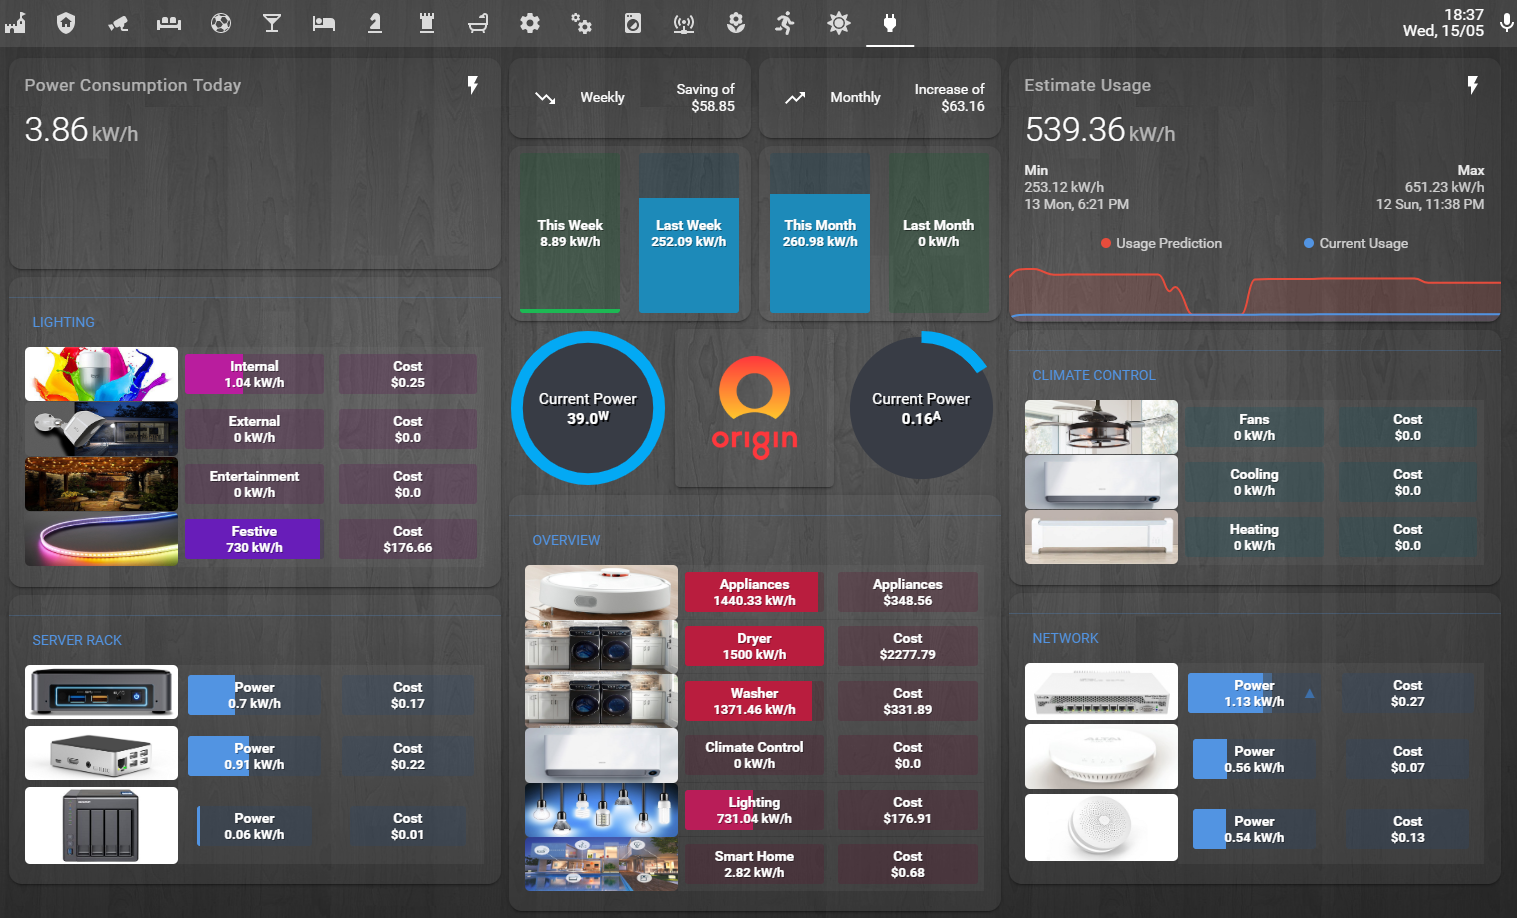 18:37
Wed, 15/05
Power Consumption Today
3.86 kW/h
Weekly
Saving of
$58.85
Monthly
Increase of
$63.16
This Week
8.89 kW/h
Last Week
252.09 kW/h
This Month
260.98 kW/h
Last Month
0 kW/h
Estimate Usage
539.36 kW/h
Min
253.12 kW/h
13 Mon, 6:21 PM
Max
651.23 kW/h
12 Sun, 11:38 PM
Usage Prediction
Current Usage
LIGHTING
Internal
1.04 kW/h
Cost
$0.25
External
0 kW/h
Cost
$0.0
Entertainment
0 kW/h
Cost
$0.0
Festive
730 kW/h
Cost
$176.66
Current Power
39.0W
origin
Current Power
0.16A
CLIMATE CONTROL
Fans
0 kW/h
Cost
$0.0
Cooling
0 kW/h
Cost
$0.0
Heating
0 kW/h
Cost
$0.0
OVERVIEW
Appliances
1440.33 kW/h
Appliances
$348.56
Dryer
1500 kW/h
Cost
$2277.79
Washer
1371.46 kW/h
Cost
$331.89
Climate Control
0 kW/h
Cost
$0.0
Lighting
731.04 kW/h
Cost
$176.91
Smart Home
2.82 kW/h
Cost
$0.68
SERVER RACK
Power
0.7 kW/h
Cost
$0.17
Power
0.91 kW/h
Cost
$0.22
Power
0.06 kW/h
Cost
$0.01
NETWORK
Power
1.13 kW/h
Cost
$0.27
Power
0.56 kW/h
Cost
$0.07
Power
0.54 kW/h
Cost
$0.13